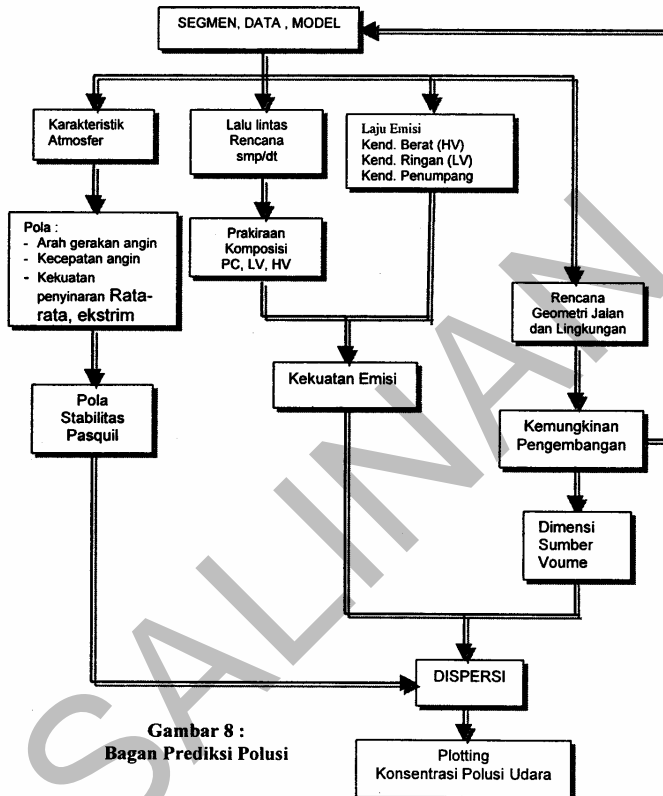 SEGMEN, DATA , MODEL
Karakteristik
Atmosfer
Lalu lintas
Rencana
smp/dt
Laju Emisi
Kend. Berat (HV)
Kend. Ringan (LV)
Kend. Penumpang
Pola :
- Arah gerakan angin
- Kecepatan angin
- Kekuatan
penyinaran Rata-
rata, ekstrim
Prakiraan
Komposisi
PC, LV, HV
Rencana
Geometri Jalan
dan Lingkungan
Kekuatan Emisi
Pola
Stabilitas
Pasquil
Kemungkinan
Pengembangan
Dimensi
Sumber
Voume
DISPERSI
Gambar 8 :
Bagan Prediksi Polusi
Plotting
Konsentrasi Polusi Udara
SALINAN